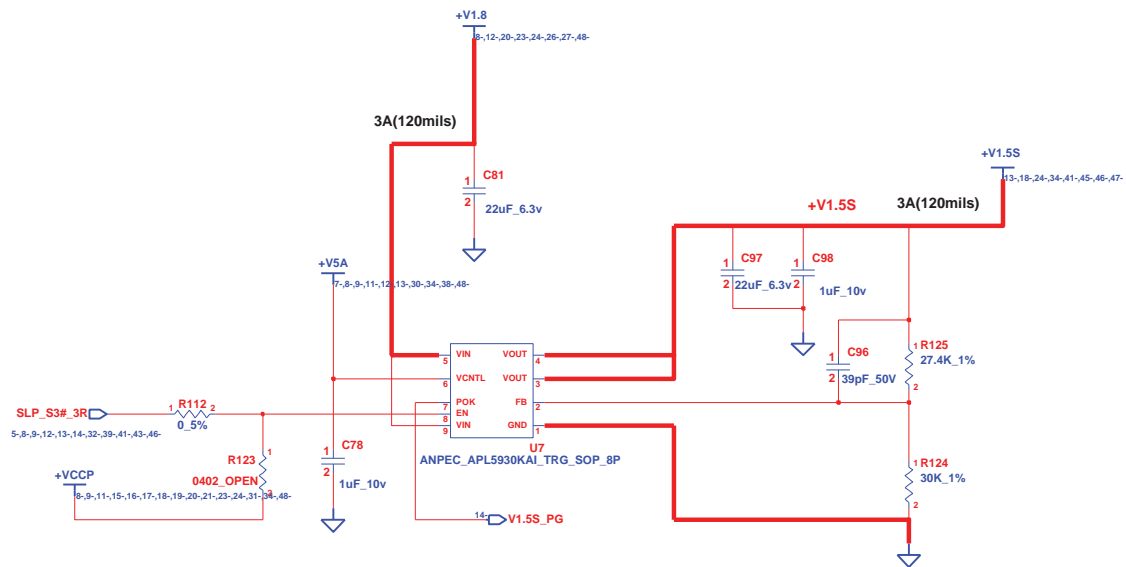 +V1.8
8-,12-,20-,23-,24-,26-,27-,48-
3A(120mils)
1
C81
2
22uF_6.3v
+V1.5S
13-,18-,24-,34-,41-,45-,46-,47-
+V1.5S
3A(120mils)
+V5A
7-,8-,9-,11-,12-,13-,30-,34-,38-,48-
1
C97
2
22uF_6.3v
1
C98
2
1uF_10v
5
VIN
VOUT
4
6
VCNTL
VOUT
3
7
POK
FB
2
8
EN
9
VIN
GND
1
U7
ANPEC_APL5930KAI_TRG_SOP_8P
1
C96
2
39pF_50V
1
R125
27.4K_1%
2
SLP_S3#_3R
1
R112
2
0_5%
5-,8-,9-,12-,13-,14-,32-,39-,41-,43-,46-
1
R123
0402_OPEN
2
+VCCP
8-,9-,11-,15-,16-,17-,18-,19-,20-,21-,23-,24-,31-,34-,48-
1
C78
2
1uF_10v
14-
V1.5S_PG
1
R124
30K_1%
2